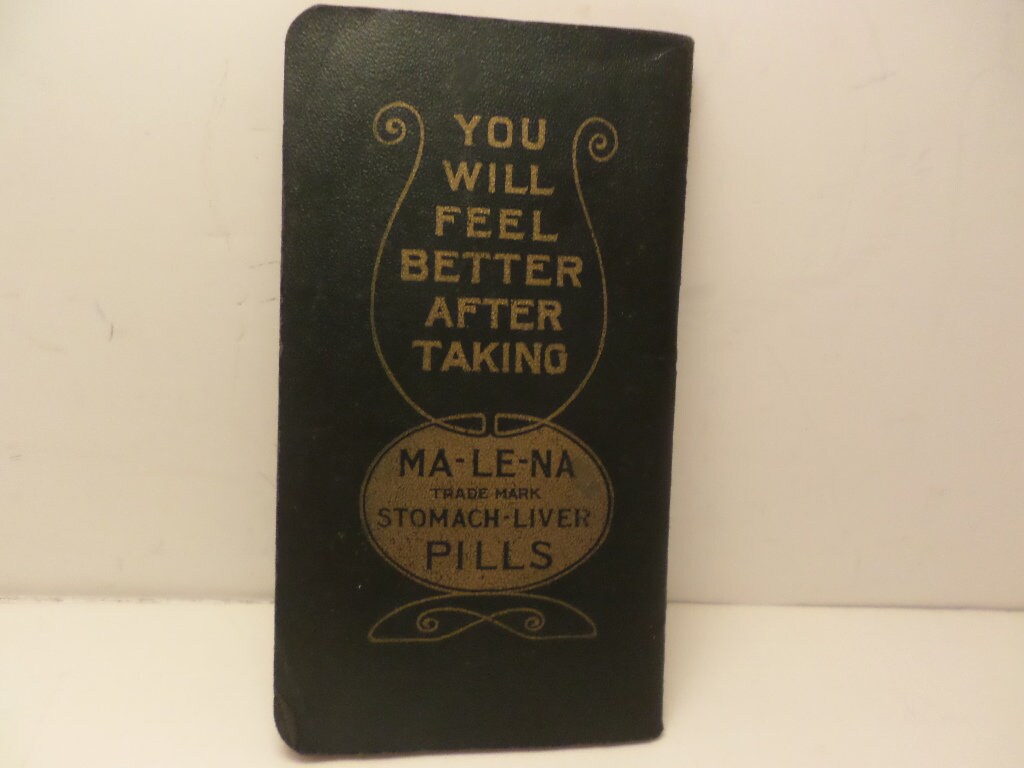 YOU
WILL
FEEL
BETTER
AFTER
TAKING
MA-LE-NA
TRADE MARK
STOMACH-LIVER
PILLS